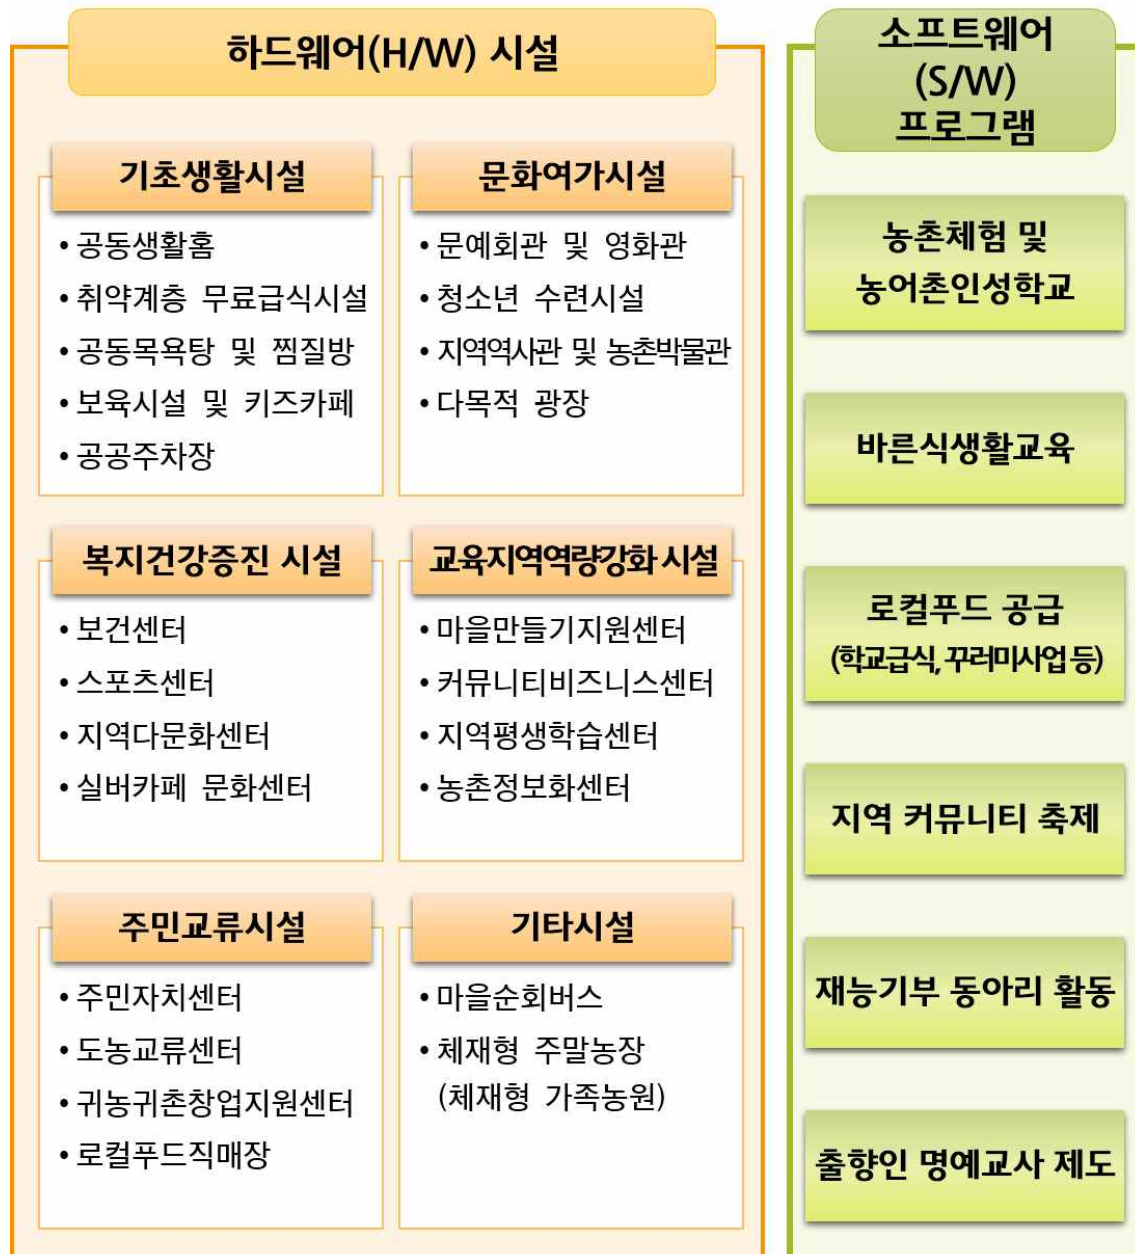 하드웨어(H/W) 시설
기초생활시설
• 공동생활홈
• 취약계층 무료급식시설
• 공동목욕탕 및 찜질방
• 보육시설 및 키즈카페
• 공공주차장
문화여가시설
• 문예회관 및 영화관
• 청소년 수련시설
• 지역역사관 및 농촌박물관
• 다목적 광장
복지건강증진 시설
• 보건센터
• 스포츠센터
• 지역다문화센터
• 실버카페 문화센터
교육지역역량강화 시설
• 마을만들기지원센터
• 커뮤니티비즈니스센터
• 지역평생학습센터
• 농촌정보화센터
주민교류시설
• 주민자치센터
• 도농교류센터
• 귀농귀촌창업지원센터
• 로컬푸드직매장
기타시설
• 마을순회버스
• 체재형 주말농장
(체재형 가족농원)
소프트웨어
(S/W)
프로그램
농촌체험 및
농어촌인성학교
바른식생활교육
로컬푸드 공급
(학교급식, 꾸러미사업 등)
지역 커뮤니티 축제
재능기부 동아리 활동
출향인 명예교사 제도